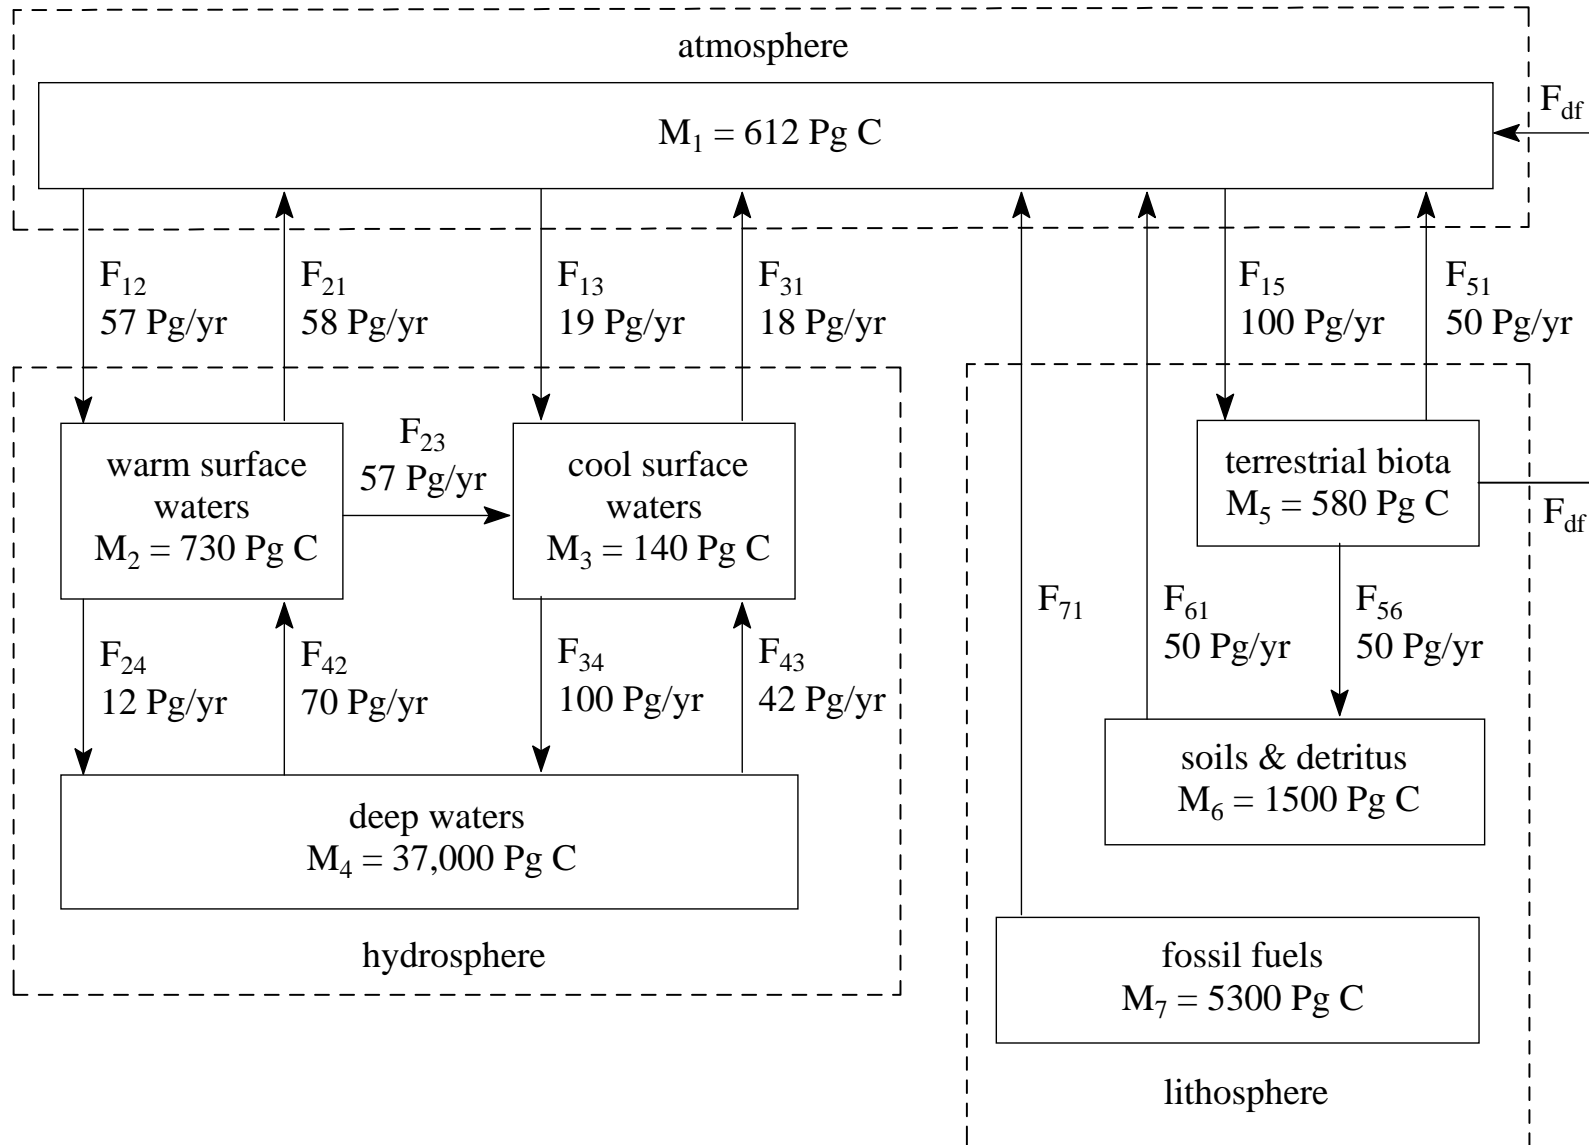 atmosphere
M₁ = 612 Pg C
F_df
F₁₂
57 Pg/yr
F₂₁
58 Pg/yr
F₁₃
19 Pg/yr
F₃₁
18 Pg/yr
F₁₅
100 Pg/yr
F₅₁
50 Pg/yr
warm surface
waters
M₂ = 730 Pg C
F₂₃
57 Pg/yr
cool surface
waters
M₃ = 140 Pg C
terrestrial biota
M₅ = 580 Pg C
F_df
F₂₄
12 Pg/yr
F₄₂
70 Pg/yr
F₃₄
100 Pg/yr
F₄₃
42 Pg/yr
F₇₁
F₆₁
50 Pg/yr
F₅₆
50 Pg/yr
deep waters
M₄ = 37,000 Pg C
soils & detritus
M₆ = 1500 Pg C
hydrosphere
fossil fuels
M₇ = 5300 Pg C
lithosphere